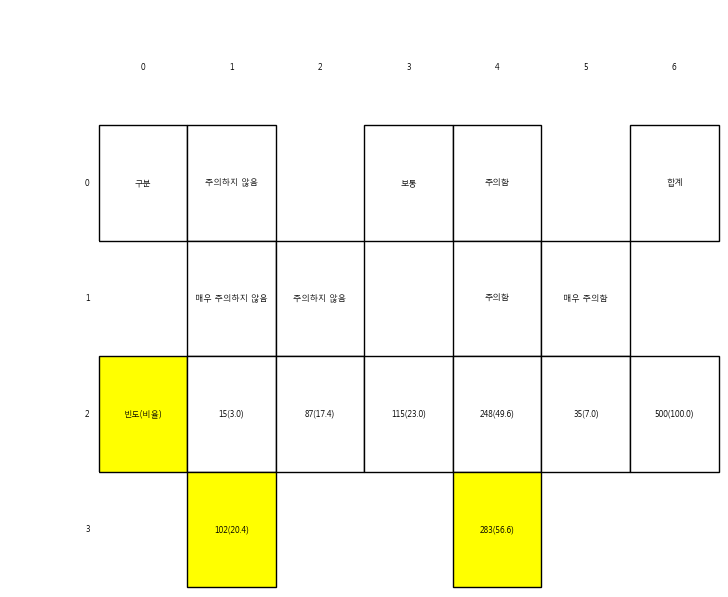 0 1 2 3 4 5 6
0 구분 주의하지 않음 보통 주의함 합계
1 매우 주의하지 않음 주의하지 않음 주의함 매우 주의함
2 빈도(비율) 15(3.0) 87(17.4) 115(23.0) 248(49.6) 35(7.0) 500(100.0)
3 102(20.4) 283(56.6)